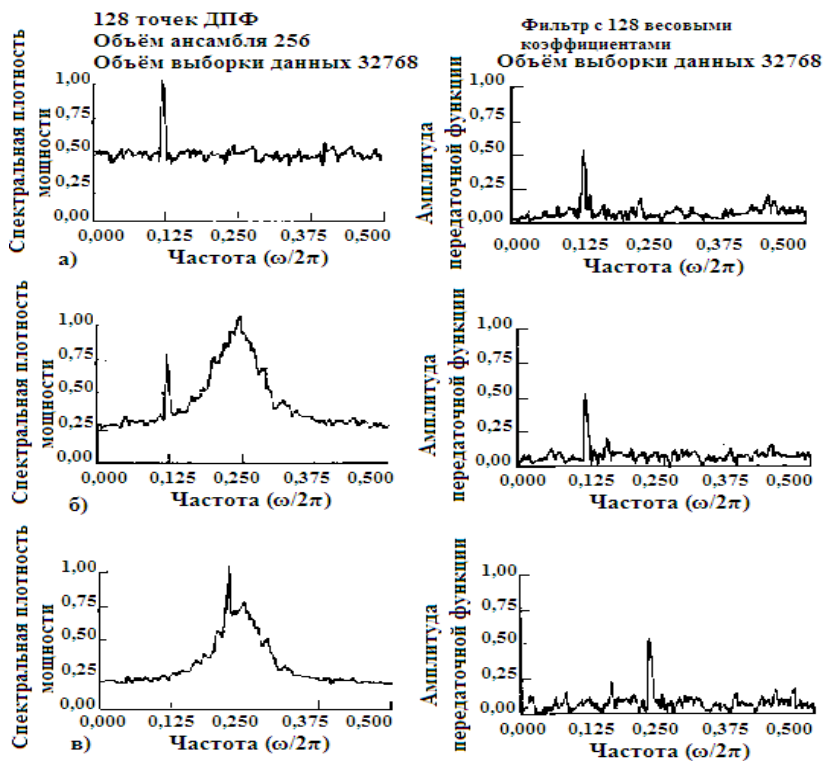 128 точек ДПФ
Объём ансамбля 256
Объём выборки данных 32768
Фильтр с 128 весовыми
коэффициентами
Объём выборки данных 32768
Спектральная плотность
мощности
1,00
0,75
0,50
0,25
0,00
0,000 0,125 0,250 0,375 0,500
а) Частота (ω/2π)
Амплитуда
передаточной функции
1,00
0,75
0,50
0,25
0,00
0,000 0,125 0,250 0,375 0,500
Частота (ω/2π)
Спектральная плотность
мощности
1,00
0,75
0,50
0,25
0,00
0,000 0,125 0,250 0,375 0,500
б) Частота (ω/2π)
Амплитуда
передаточной функции
1,00
0,75
0,50
0,25
0,00
0,000 0,125 0,250 0,375 0,500
Частота (ω/2π)
Спектральная плотность
мощности
1,00
0,75
0,50
0,25
0,00
0,000 0,125 0,250 0,375 0,500
в) Частота (ω/2π)
Амплитуда
передаточной функции
1,00
0,75
0,50
0,25
0,00
0,000 0,125 0,250 0,375 0,500
Частота (ω/2π)